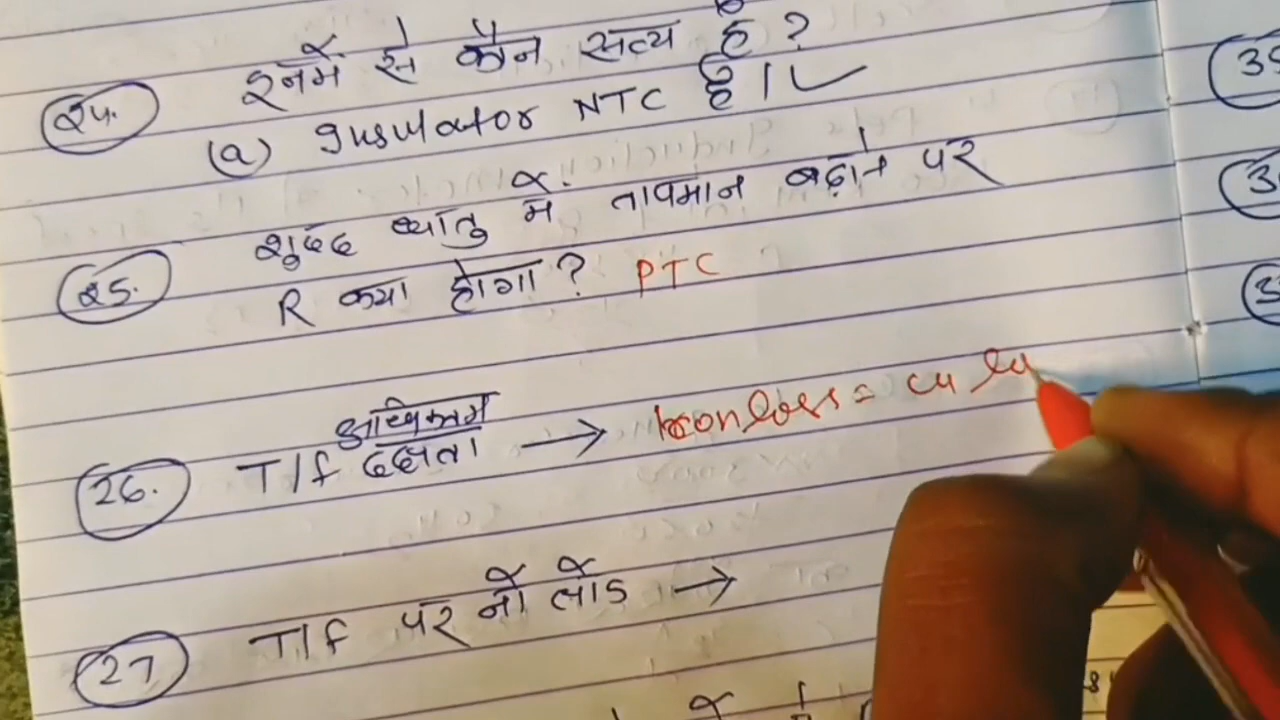 24. इनमें से कौन सत्य है ?
(a) Insulator NTC है।
25. शुद्ध धातु में तापमान बढ़ाने पर
R क्या होगा ? PTC
26. T/f अधिकतम दक्षता → Iron loss = cu
27. T/f पर नो लोड →